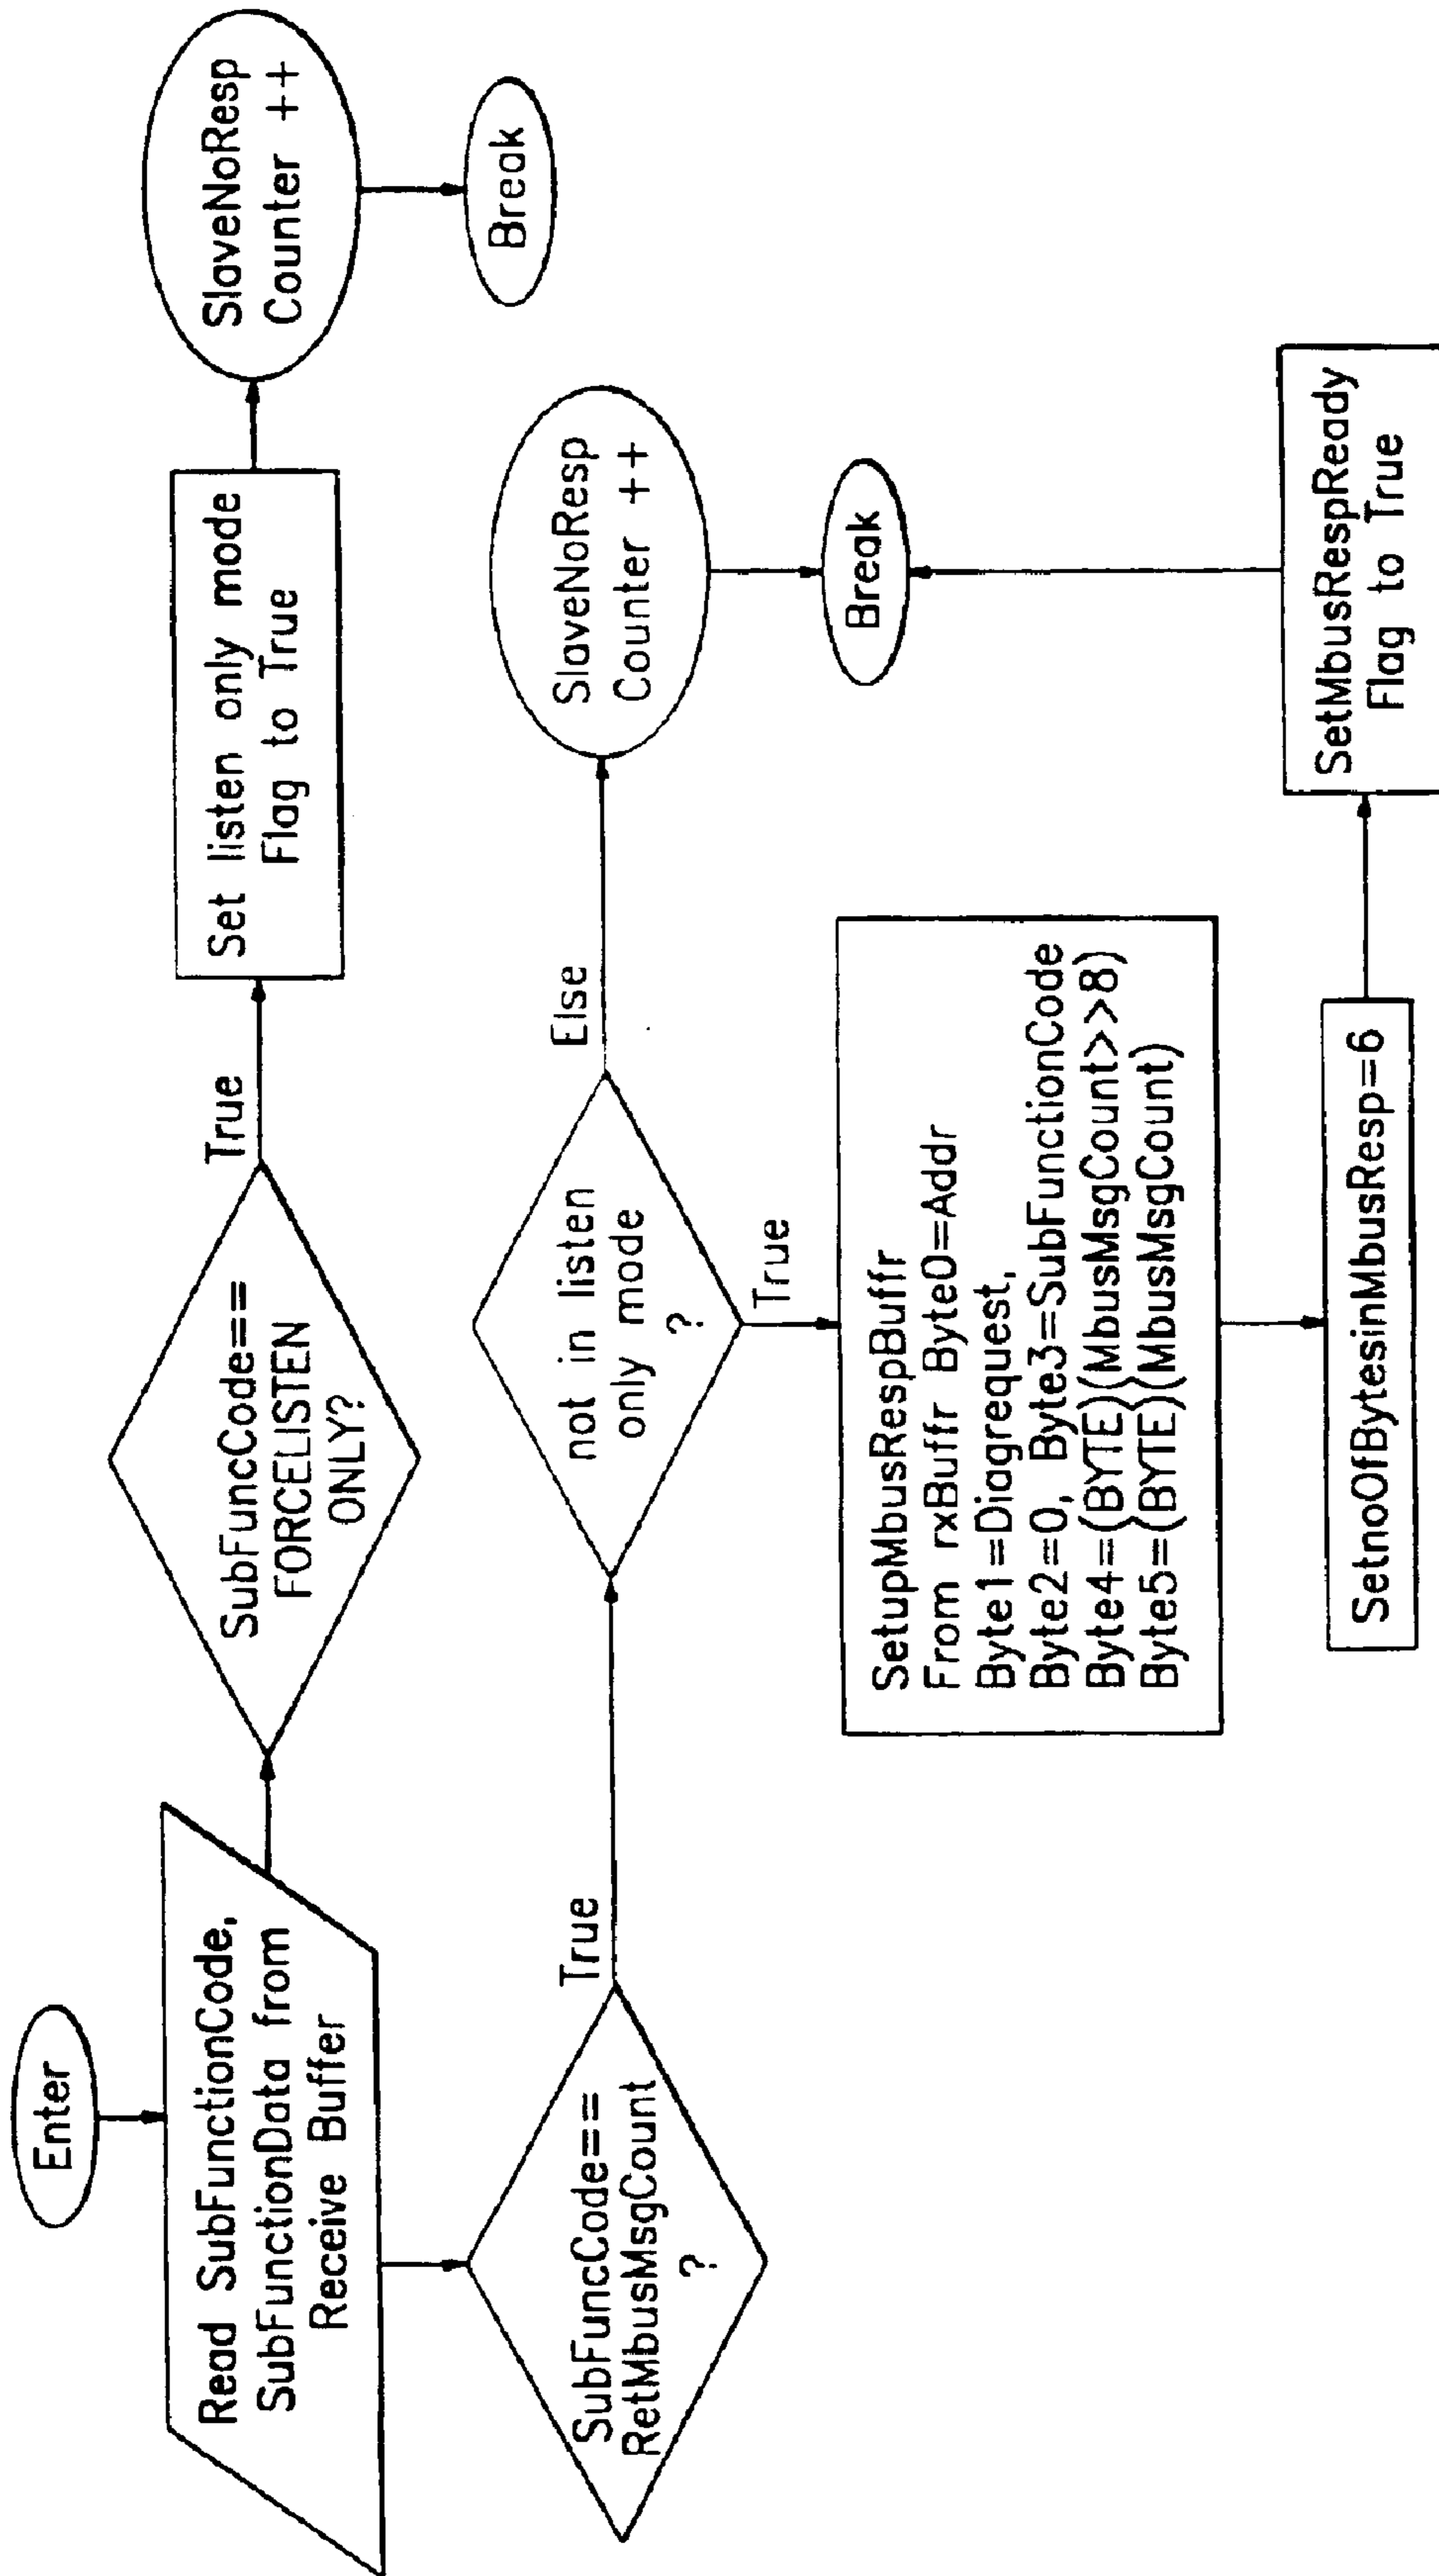 Enter
Read SubFunctionCode,
SubFunctionData from
Receive Buffer
SubFuncCode==
FORCELISTEN
ONLY?
True
Set listen only mode
Flag to True
SlaveNoResp
Counter ++
Break
SubFuncCode==
RetMbusMsgCount
?
True
not in listen
only mode
?
Else
SlaveNoResp
Counter ++
Break
True
SetupMbusRespBuffr
From rxBuffr Byte0=Addr
Byte1=Diagrequest,
Byte2=0, Byte3=SubFunctionCode
Byte4=(BYTE)(MbusMsgCount>>8)
Byte5=(BYTE)(MbusMsgCount)
SetnoOfBytesinMbusResp=6
SetMbusRespReady
Flag to True